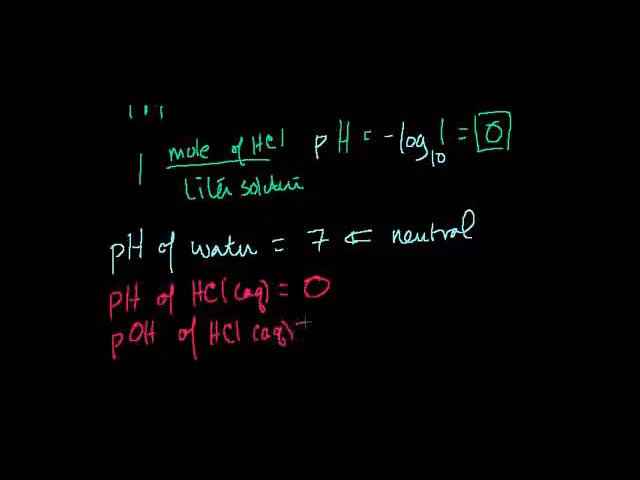 1 mole of HCl / Liter solution pH = -log₁₀ 1 = 0
pH of water = 7 ← neutral
pH of HCl (aq) = 0
pOH of HCl (aq) =